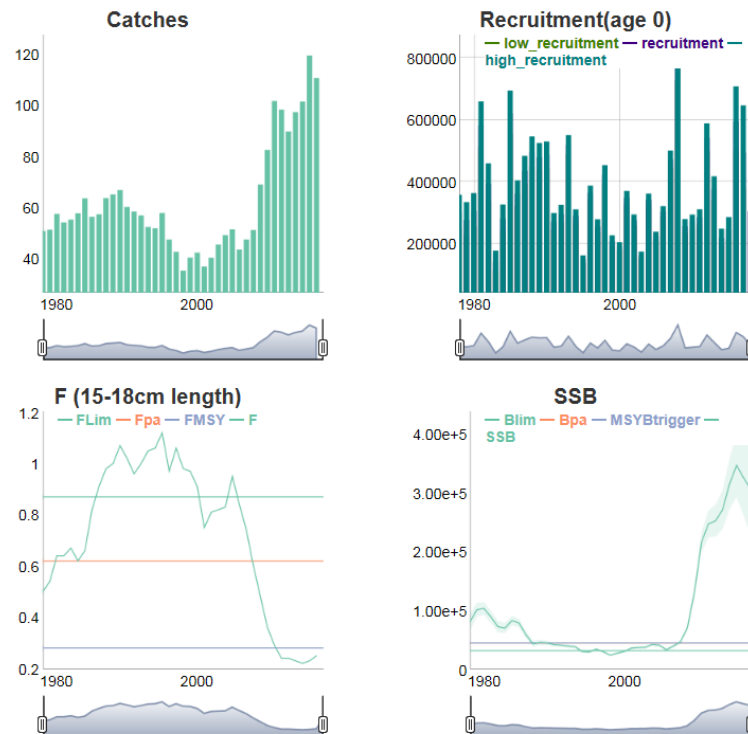 Catches
120
100
80
60
40
1980
2000
Recruitment(age 0)
low_recruitment recruitment
high_recruitment
800000
600000
400000
200000
1980
2000
F (15-18cm length)
FLim Fpa FMSY F
1.2
1
0.8
0.6
0.4
0.2
1980
2000
SSB
Blim Bpa MSYBtrigger
SSB
4.00e+5
3.00e+5
2.00e+5
1.00e+5
0
1980
2000